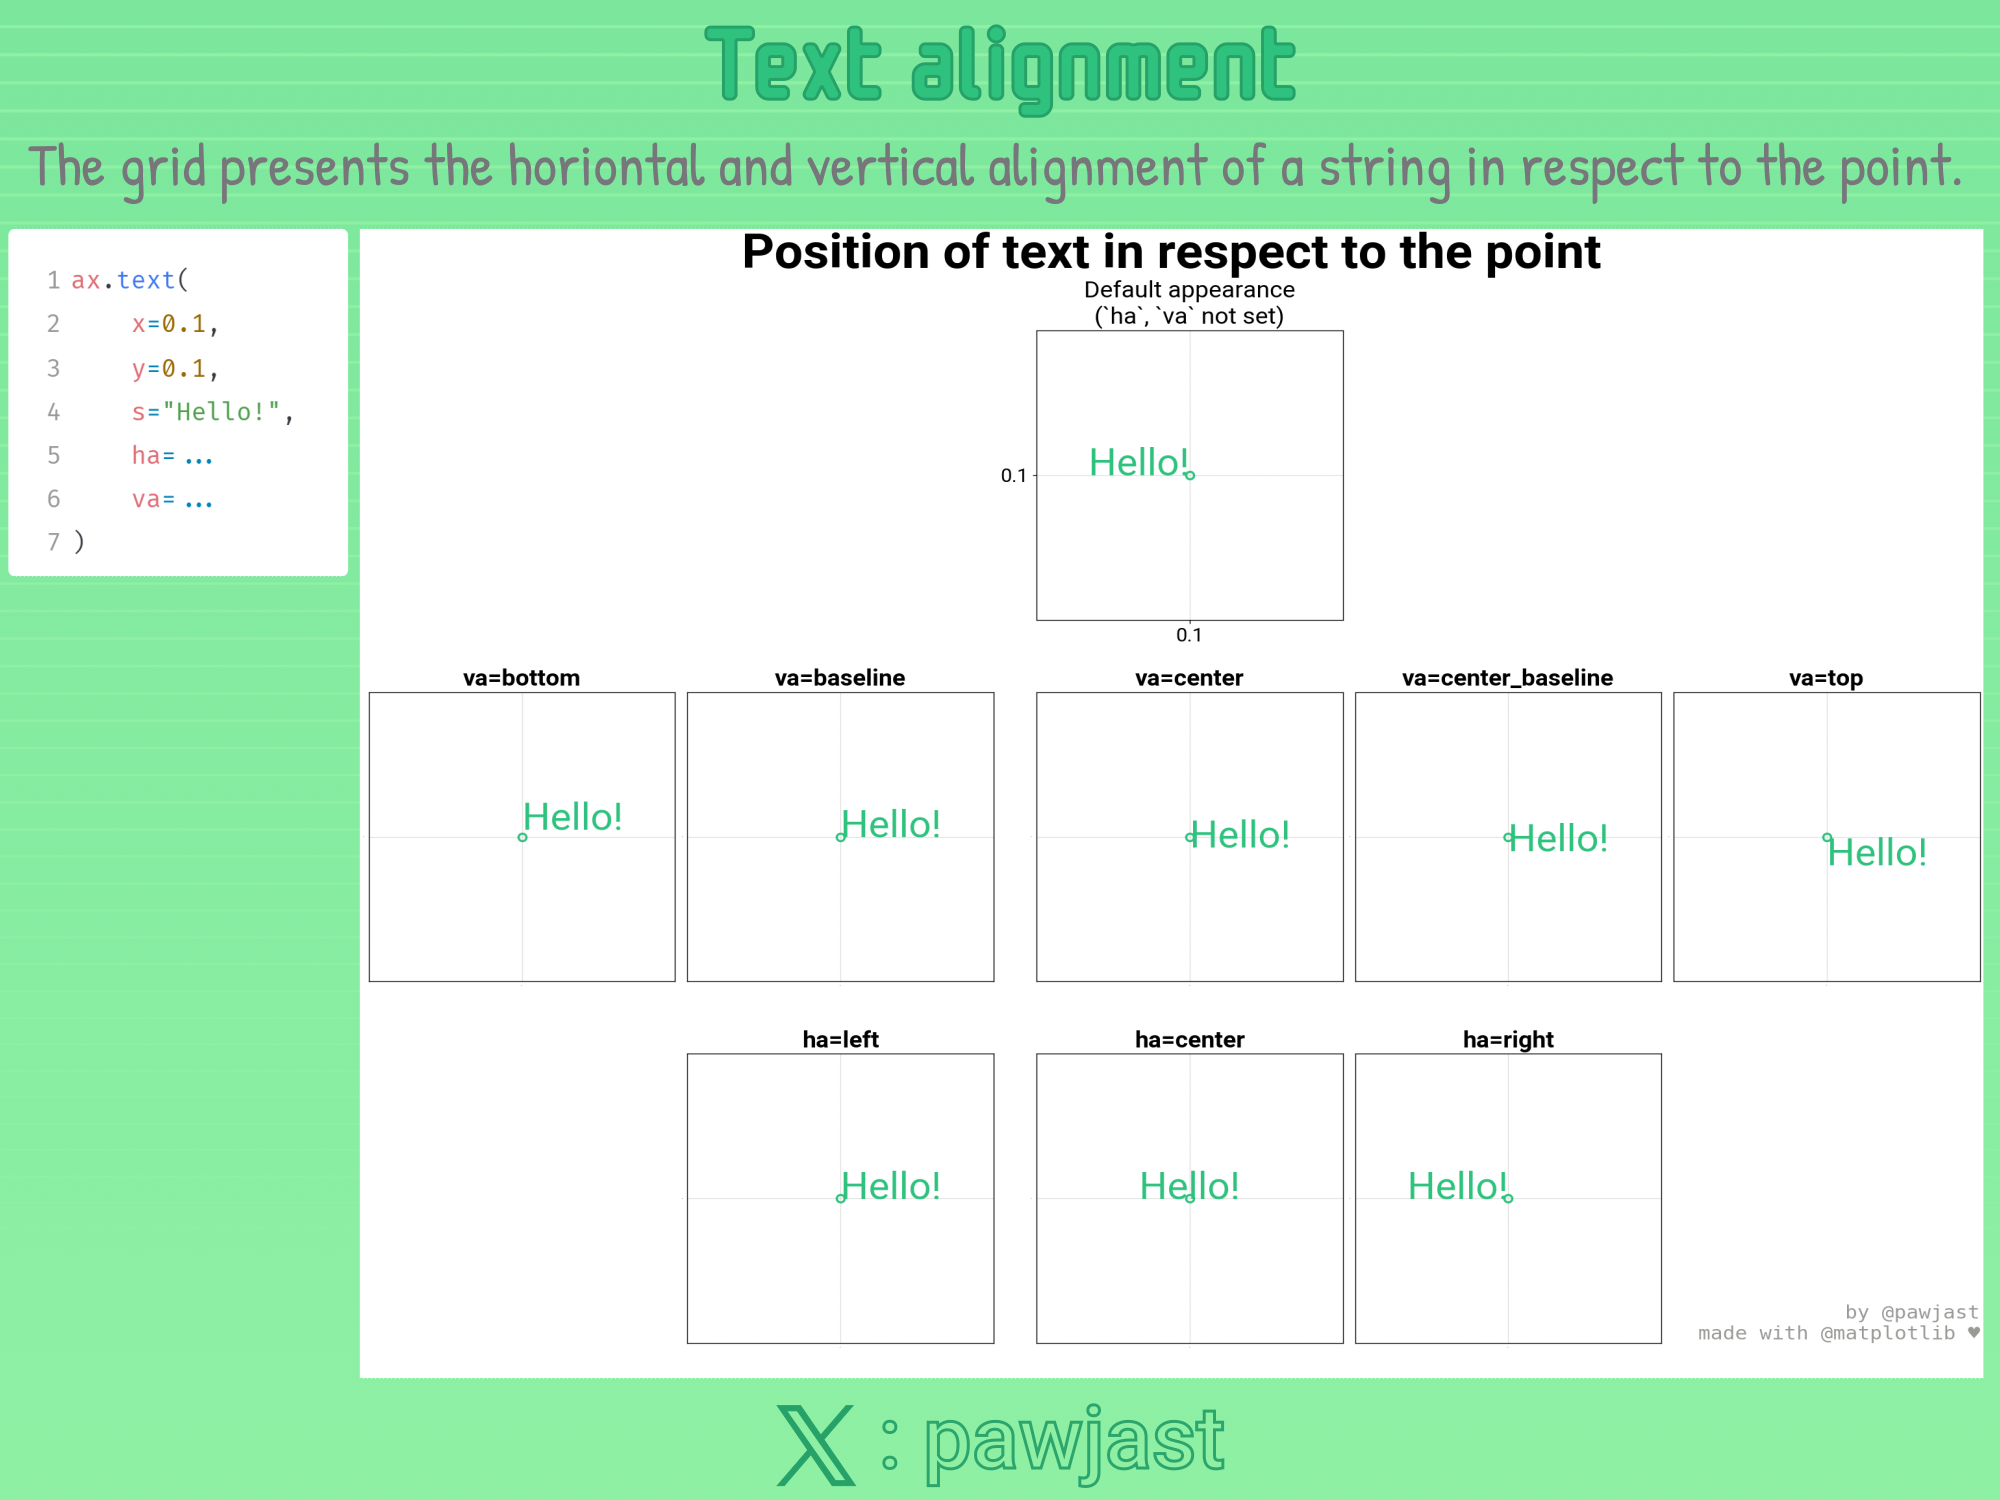 Text alignment
The grid presents the horiontal and vertical alignment of a string in respect to the point.
1 ax.text(
2     x=0.1,
3     y=0.1,
4     s="Hello!",
5     ha= ...
6     va= ...
7 )
Position of text in respect to the point
Default appearance
(`ha`, `va` not set)
Hello!
0.1
0.1
va=bottom
va=baseline
va=center
va=center_baseline
va=top
Hello!
Hello!
Hello!
Hello!
Hello!
ha=left
ha=center
ha=right
Hello!
Hello!
Hello!
by @pawjast
made with @matplotlib ♥
𝕏 : pawjast